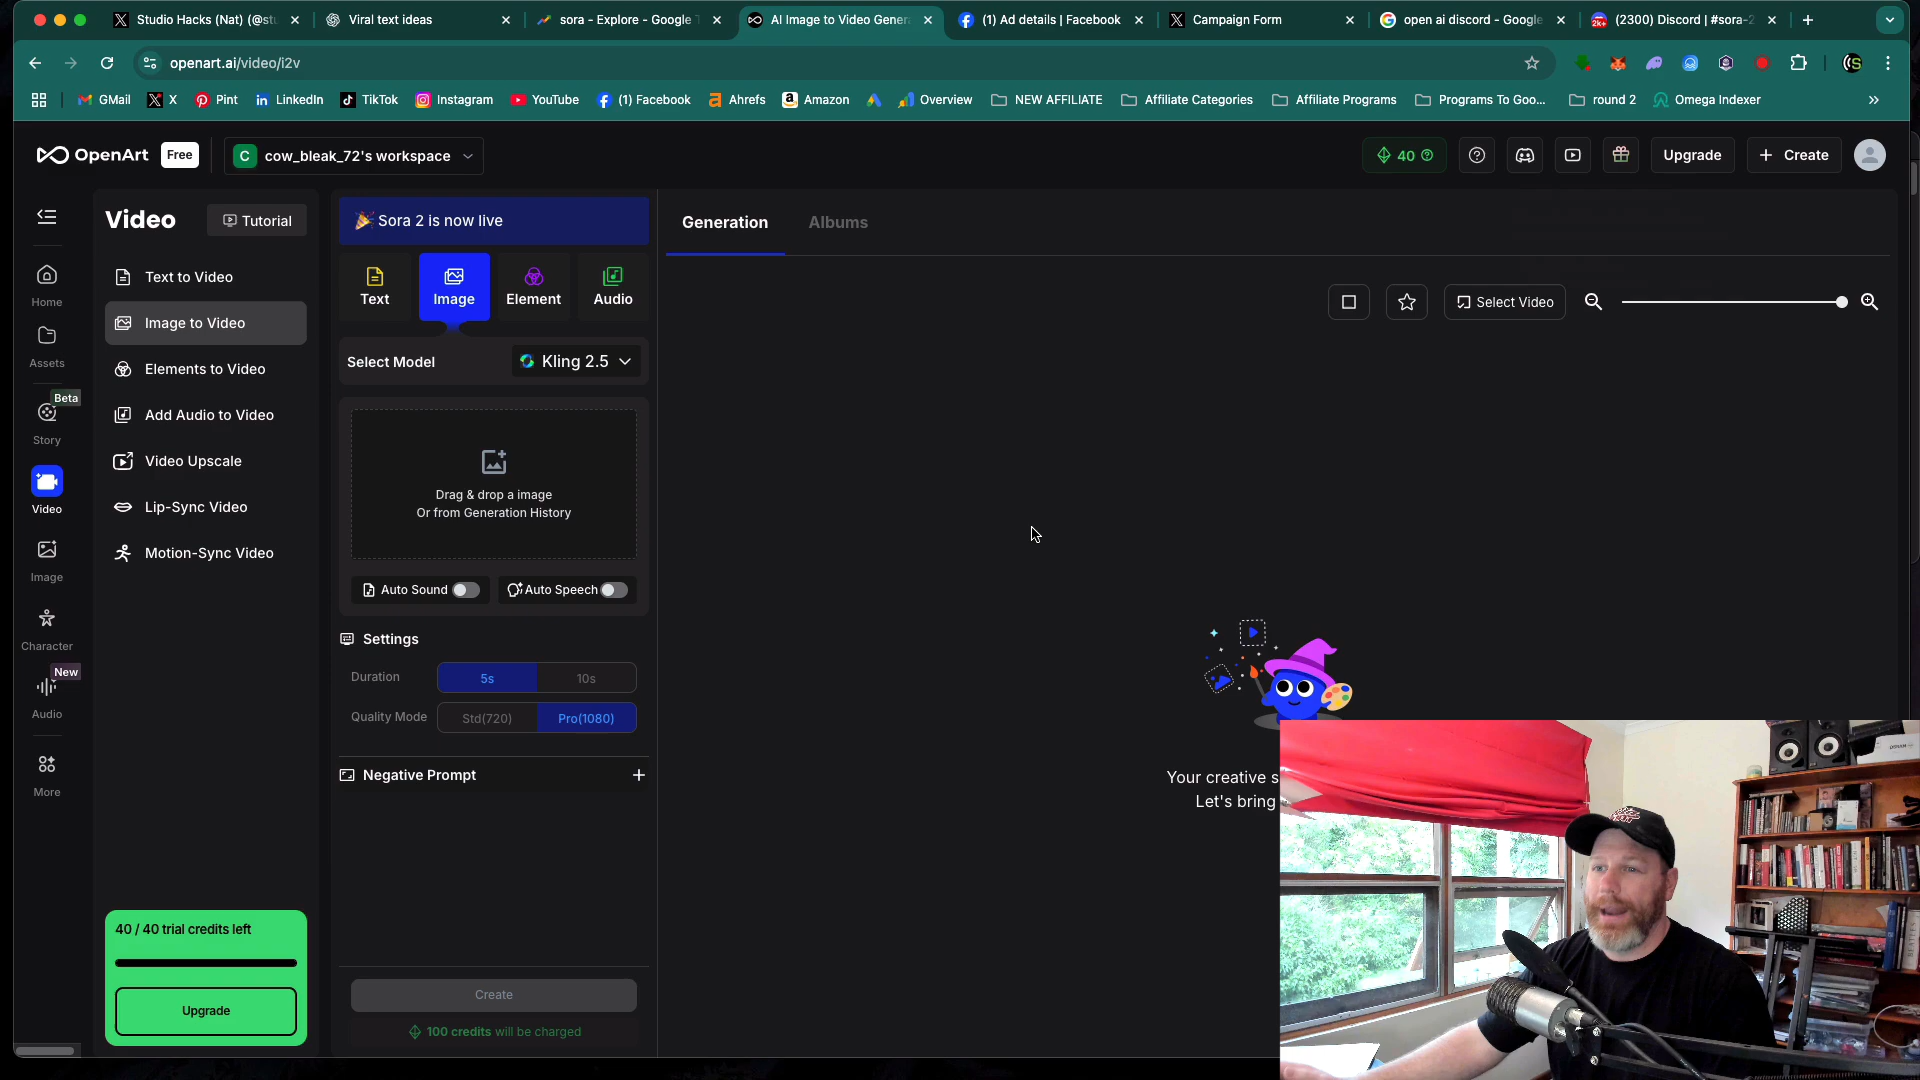 Studio Hacks (Nat) (@st
Viral text ideas
sora - Explore - Google T
AI Image to Video Genera
(1) Ad details | Facebook
Campaign Form
open ai discord - Google
(2300) Discord | #sora-2
openart.ai/video/i2v
GMail
X
Pint
LinkedIn
TikTok
Instagram
YouTube
(1) Facebook
Ahrefs
Amazon
Overview
NEW AFFILIATE
Affiliate Categories
Affiliate Programs
Programs To Goo...
round 2
Omega Indexer
OpenArt
Free
C
cow_bleak_72's workspace
40
Upgrade
Create
Home
Assets
Beta
Story
Video
Image
Character
New
Audio
More
Video
Tutorial
Text to Video
Image to Video
Elements to Video
Add Audio to Video
Video Upscale
Lip-Sync Video
Motion-Sync Video
40 / 40 trial credits left
Upgrade
Sora 2 is now live
Text
Image
Element
Audio
Select Model
Kling 2.5
Drag & drop a image
Or from Generation History
Auto Sound
Auto Speech
Settings
Duration
5s
10s
Quality Mode
Std(720)
Pro(1080)
Negative Prompt
Create
100 credits will be charged
Generation
Albums
Select Video
Your creative s
Let's bring